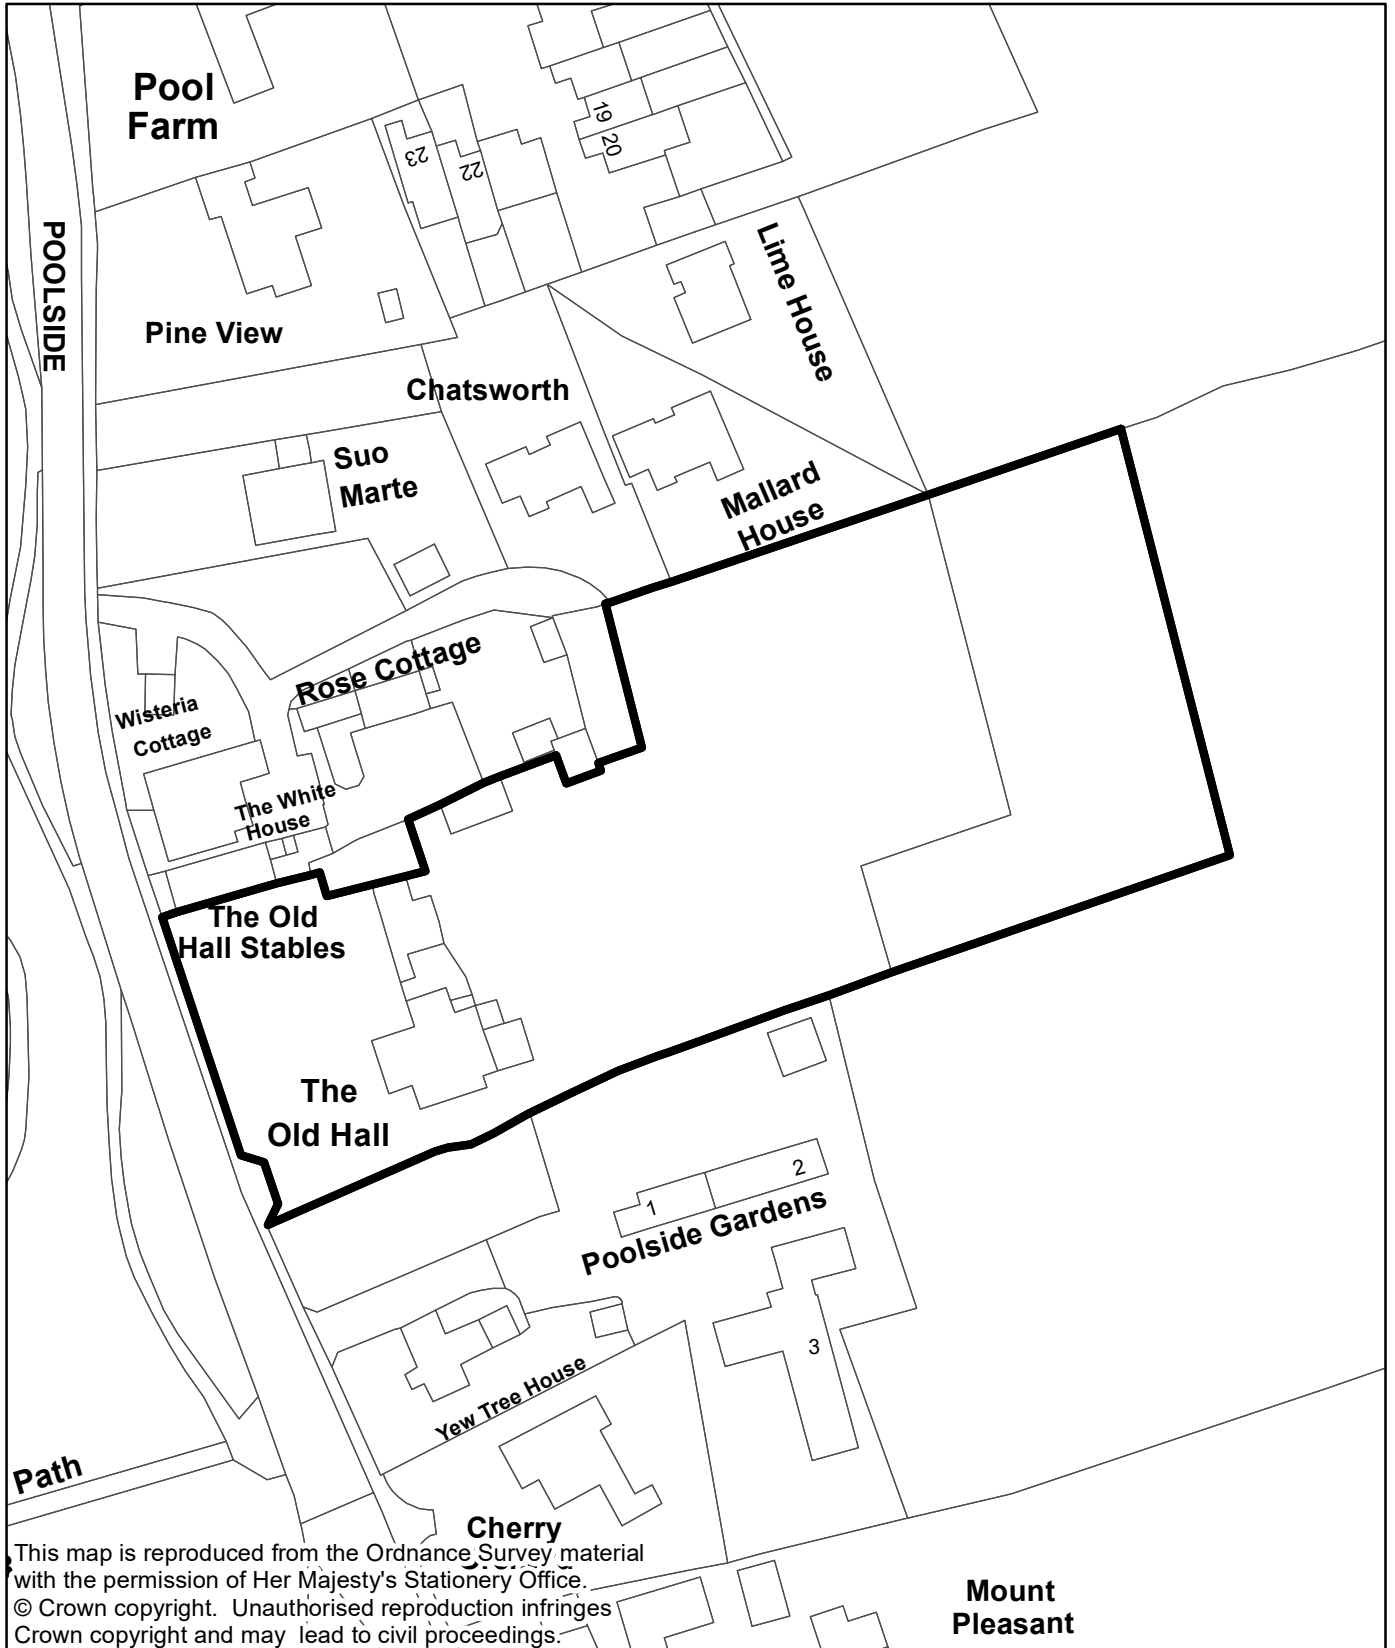 Pool
Farm
19
20
23
22
POOLSIDE
Lime House
Pine View
Chatsworth
Suo
Marte
Mallard
House
Rose Cottage
Wisteria
Cottage
The White
House
The Old
Hall Stables
The
Old Hall
1
2
Poolside Gardens
3
Yew Tree House
Path
Cherry
This map is reproduced from the Ordnance Survey material
with the permission of Her Majesty's Stationery Office.
© Crown copyright. Unauthorised reproduction infringes
Crown copyright and may lead to civil proceedings.
Mount
Pleasant